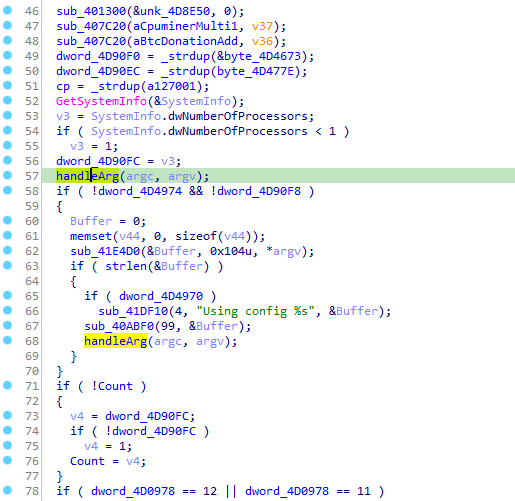 46 sub_401300(&unk_4D8E50, 0);
47 sub_407C20(aCpuminerMulti1, v37);
48 sub_407C20(aBtcDonationAdd, v36);
49 dword_4D90F0 = _strdup(&byte_4D4673);
50 dword_4D90EC = _strdup(byte_4D477E);
51 cp = _strdup(a127001);
52 GetSystemInfo(&SystemInfo);
53 v3 = SystemInfo.dwNumberOfProcessors;
54 if ( SystemInfo.dwNumberOfProcessors < 1 )
55 v3 = 1;
56 dword_4D90FC = v3;
57 handleArg(argc, argv);
58 if ( !dword_4D4974 && !dword_4D90F8 )
59 {
60 Buffer = 0;
61 memset(v44, 0, sizeof(v44));
62 sub_41E4D0(&Buffer, 0x104u, *argv);
63 if ( strlen(&Buffer) )
64 {
65 if ( dword_4D4970 )
66 sub_41DF10(4, "Using config %s", &Buffer);
67 sub_40ABF0(99, &Buffer);
68 handleArg(argc, argv);
69 }
70 }
71 if ( !Count )
72 {
73 v4 = dword_4D90FC;
74 if ( !dword_4D90FC )
75 v4 = 1;
76 Count = v4;
77 }
78 if ( dword_4D0978 == 12 || dword_4D0978 == 11 )